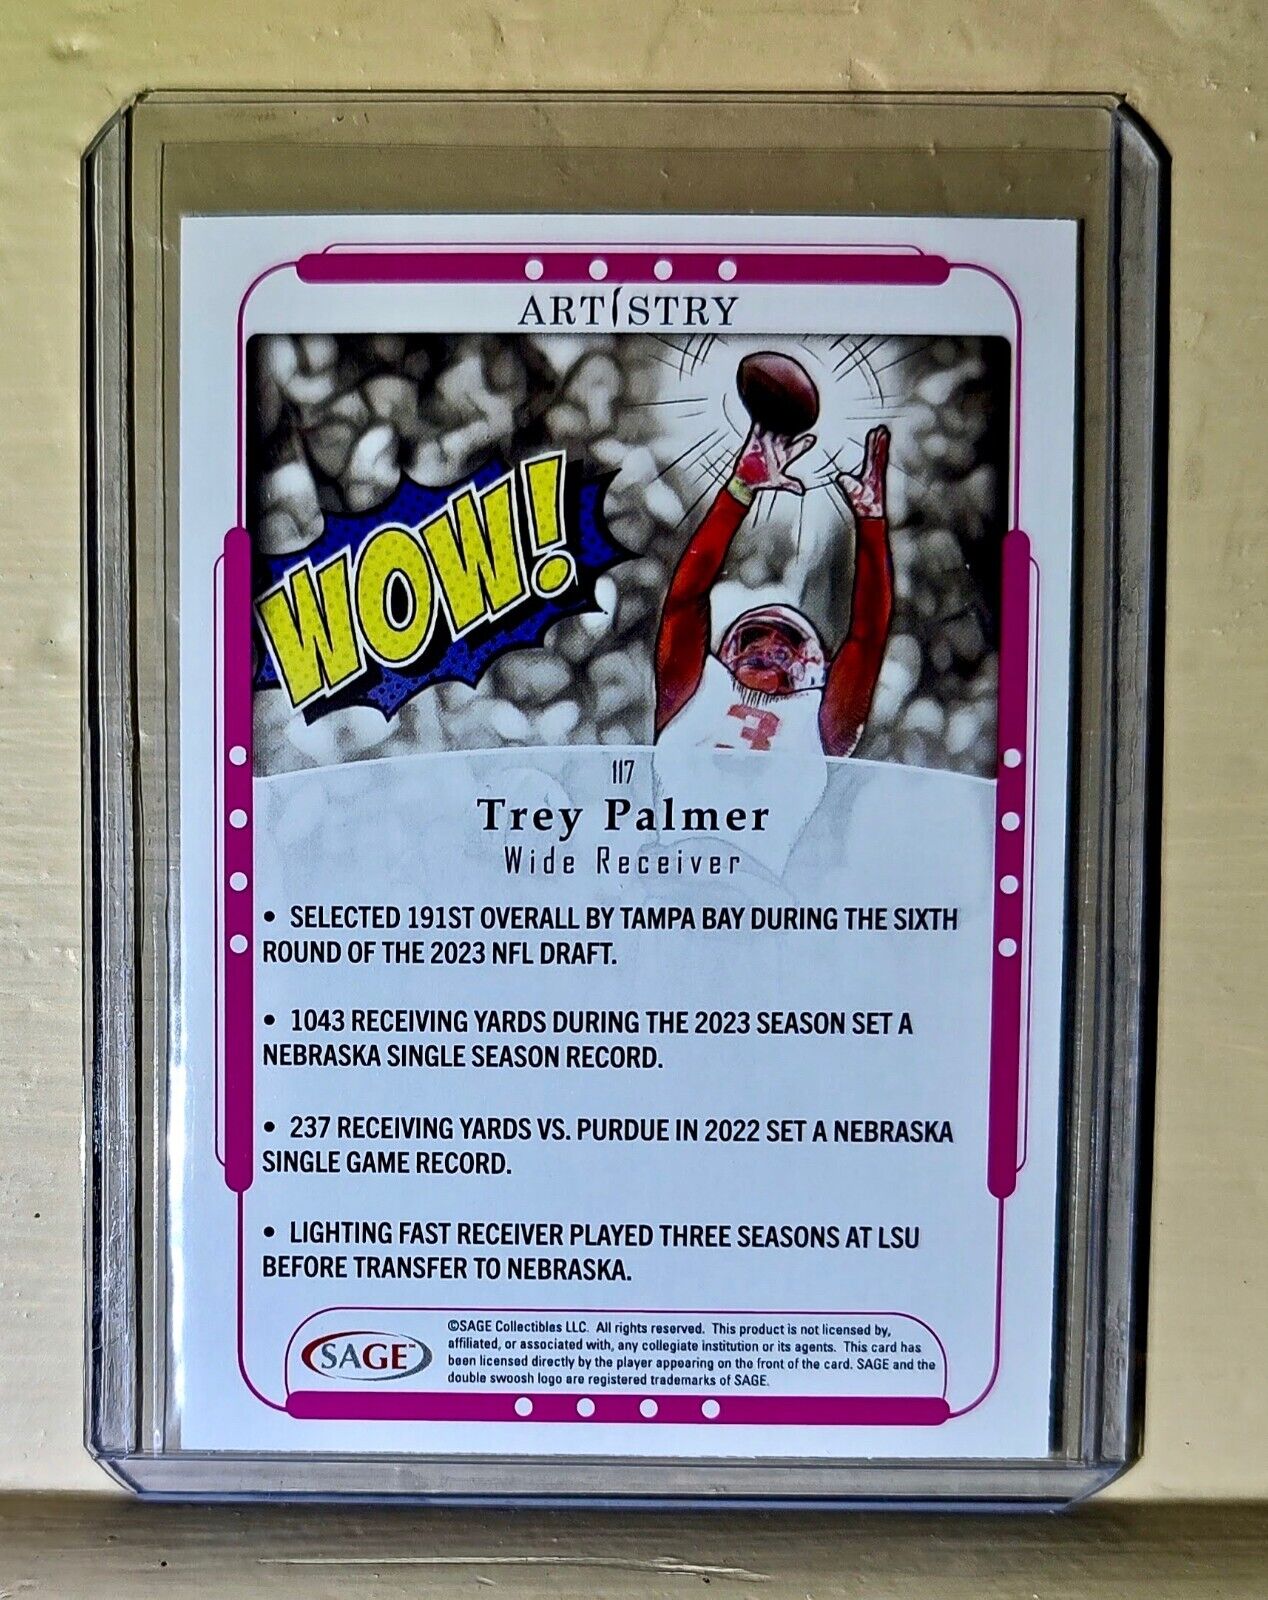 ARTISTRY
WOW!
3
117
Trey Palmer
Wide Receiver
• SELECTED 191ST OVERALL BY TAMPA BAY DURING THE SIXTH
ROUND OF THE 2023 NFL DRAFT.
• 1043 RECEIVING YARDS DURING THE 2023 SEASON SET A
NEBRASKA SINGLE SEASON RECORD.
• 237 RECEIVING YARDS VS. PURDUE IN 2022 SET A NEBRASKA
SINGLE GAME RECORD.
• LIGHTING FAST RECEIVER PLAYED THREE SEASONS AT LSU
BEFORE TRANSFER TO NEBRASKA.
SAGE™
©SAGE Collectibles LLC. All rights reserved. This product is not licensed by,
affiliated, or associated with, any collegiate institution or its agents. This card has
been licensed directly by the player appearing on the front of the card. SAGE and the
double swoosh logo are registered trademarks of SAGE.